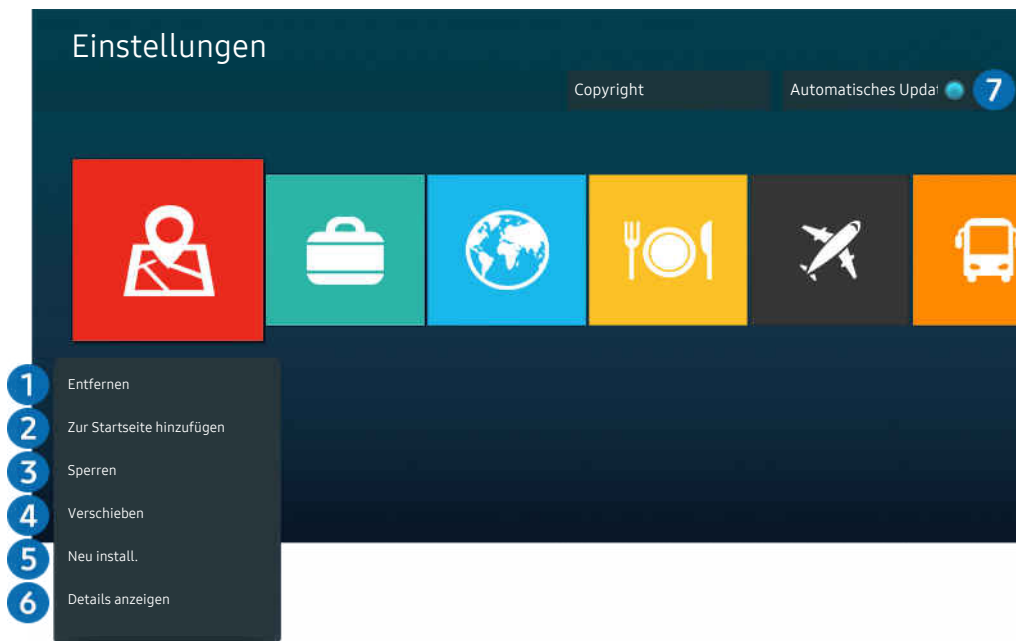 Einstellungen
Copyright
Automatisches Updat
7
1
Entfernen
2
Zur Startseite hinzufügen
3
Sperren
4
Verschieben
5
Neu install.
6
Details anzeigen